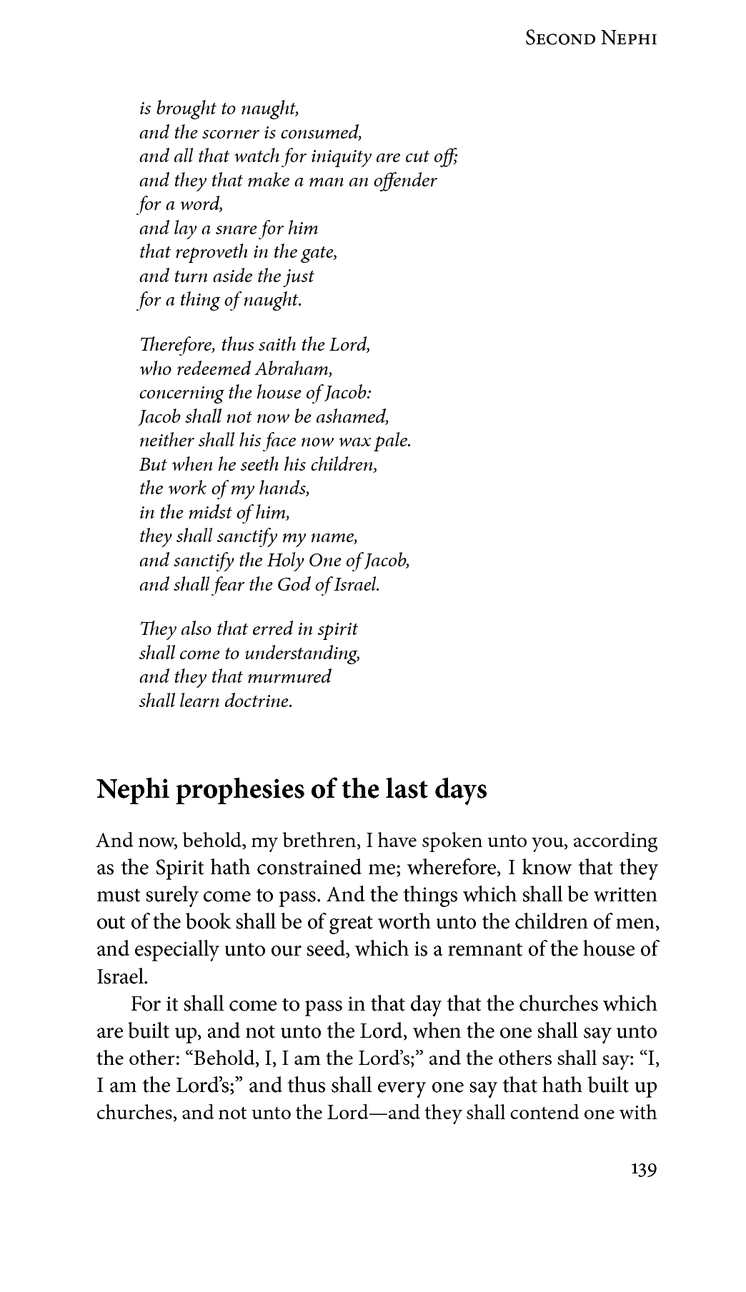 Second Nephi
is brought to naught,
and the scorner is consumed,
and all that watch for iniquity are cut off;
and they that make a man an offender
for a word,
and lay a snare for him
that reproveth in the gate,
and turn aside the just
for a thing of naught.
Therefore, thus saith the Lord,
who redeemed Abraham,
concerning the house of Jacob:
Jacob shall not now be ashamed,
neither shall his face now wax pale.
But when he seeth his children,
the work of my hands,
in the midst of him,
they shall sanctify my name,
and sanctify the Holy One of Jacob,
and shall fear the God of Israel.
They also that erred in spirit
shall come to understanding,
and they that murmured
shall learn doctrine.
Nephi prophesies of the last days
And now, behold, my brethren, I have spoken unto you, according
as the Spirit hath constrained me; wherefore, I know that they
must surely come to pass. And the things which shall be written
out of the book shall be of great worth unto the children of men,
and especially unto our seed, which is a remnant of the house of
Israel.
For it shall come to pass in that day that the churches which
are built up, and not unto the Lord, when the one shall say unto
the other: “Behold, I, I am the Lord’s;” and the others shall say: “I,
I am the Lord’s;” and thus shall every one say that hath built up
churches, and not unto the Lord—and they shall contend one with
139